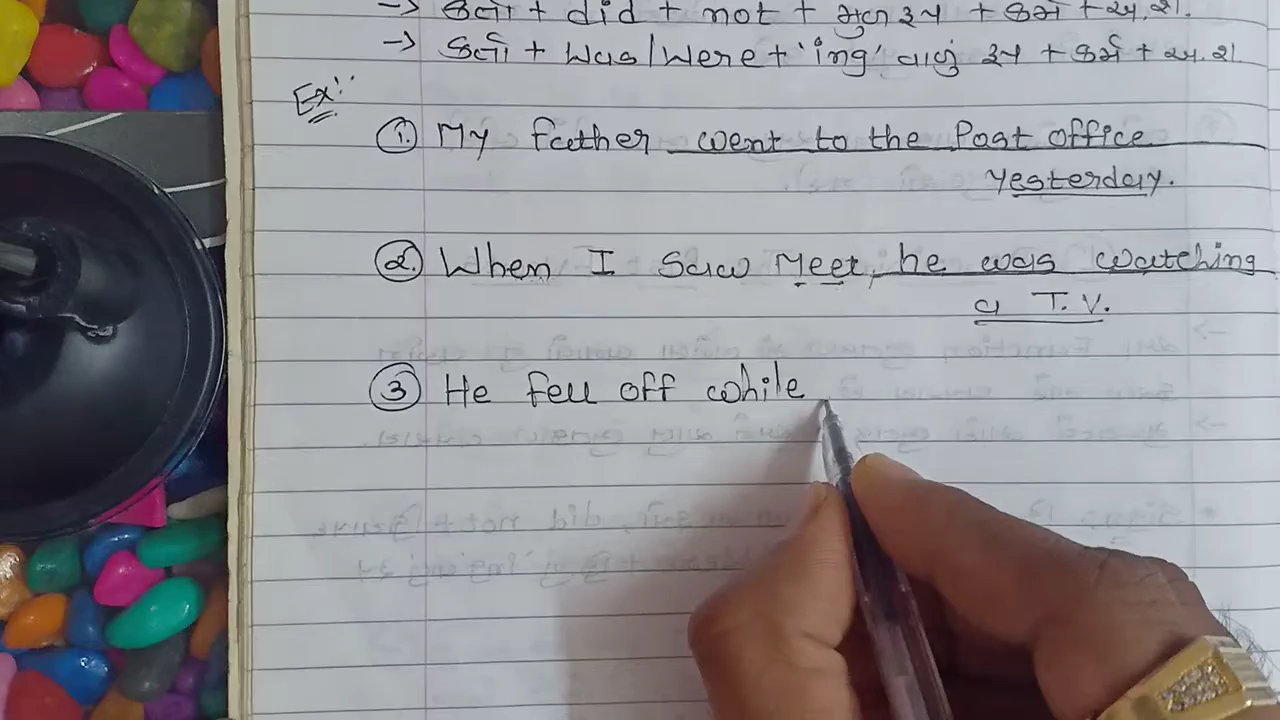 → કર્તા + did + not + મુળ રૂપ + કર્મ + અ.શ.
→ કર્તા + was/were + 'ing' વાળું રૂપ + કર્મ + અ.શ.
Ex:
① My father went to the Post office
yesterday.
②. When I saw Meet, he was watching
a T.V.
③ He fell off while